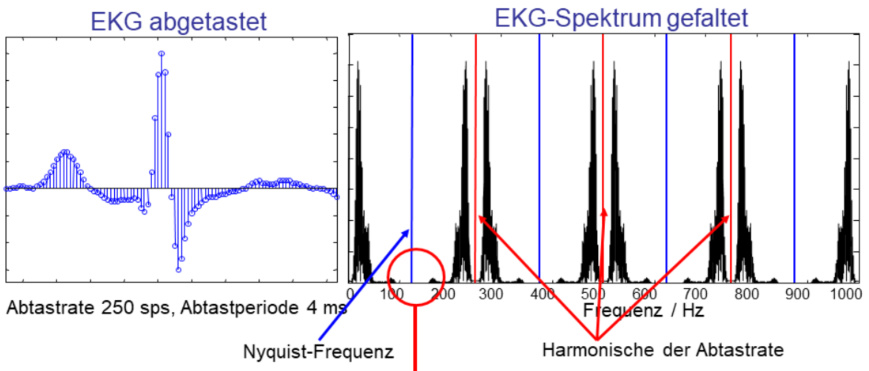 EKG abgetastet
EKG-Spektrum gefaltet
0 100 200 300 400 500 600 700 800 900 1000
Frequenz / Hz
Abtastrate 250 sps, Abtastperiode 4 ms
Nyquist-Frequenz
Harmonische der Abtastrate